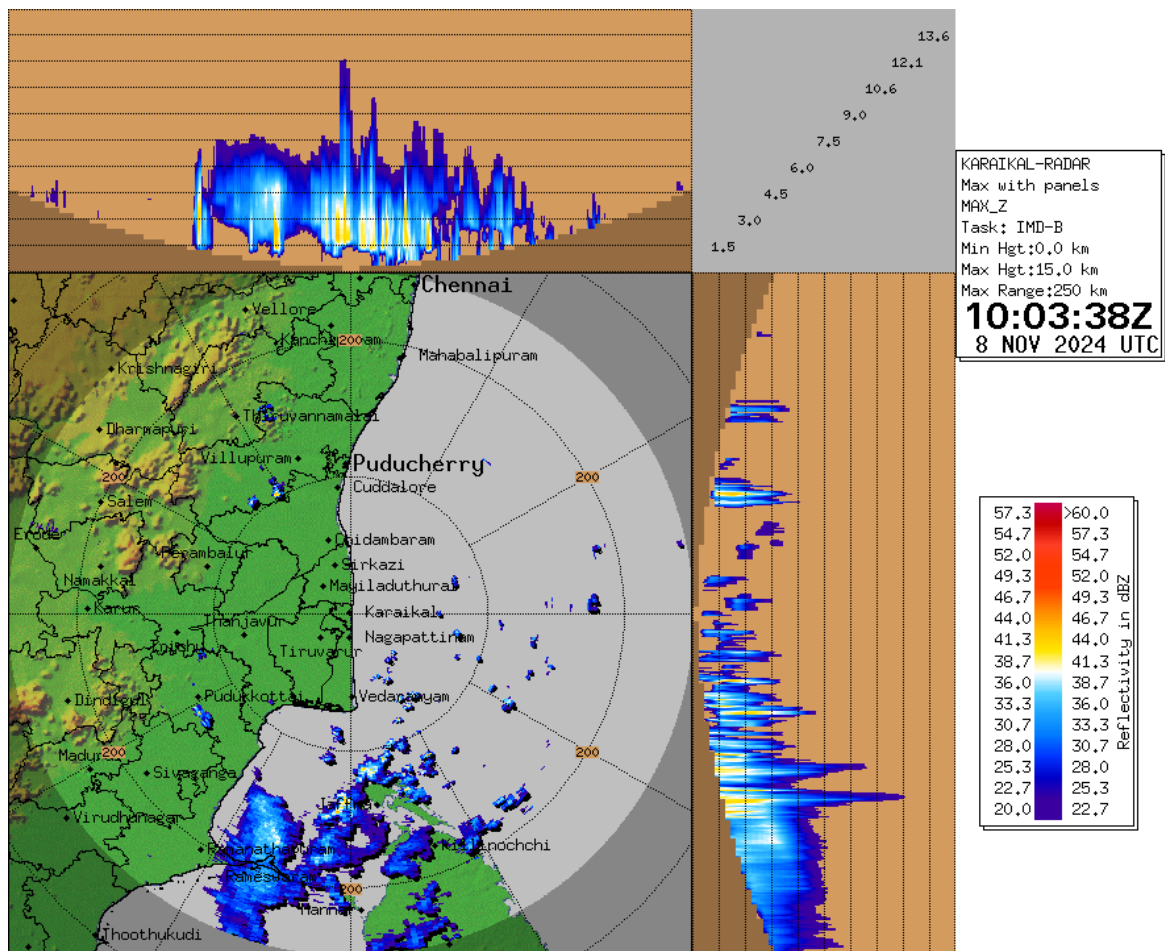 13.6
12.1
10.6
9.0
7.5
6.0
4.5
3.0
1.5
KARAIKAL-RADAR
Max with panels
MAX_Z
Task: IMD-B
Min Hgt:0.0 km
Max Hgt:15.0 km
Max Range:250 km
10:03:38Z
8 NOV 2024 UTC
Chennai
Vellore
200
Mahabalipuram
Krishnagiri
Thiruvannamalai
Dharmapuri
Villupuram
Puducherry
200
200
Cuddalore
Salem
Erode
Chidambaram
Perambalur
Sirkazi
Namakkal
Mayiladuthurai
Karur
Karaikal
Thanjavur
Nagapattinam
Tiruvarur
Dindigul
Pudukkottai
Vedaranyam
200
200
Sivaganga
Virudhunagar
Ramanathapuram
Killinochchi
Rameswaram
200
Mannar
Thoothukudi
57.3 >60.0
54.7 57.3
52.0 54.7
49.3 52.0
46.7 49.3
44.0 46.7
41.3 44.0
38.7 41.3
36.0 38.7
33.3 36.0
30.7 33.3
28.0 30.7
25.3 28.0
22.7 25.3
20.0 22.7
Reflectivity in dBZ